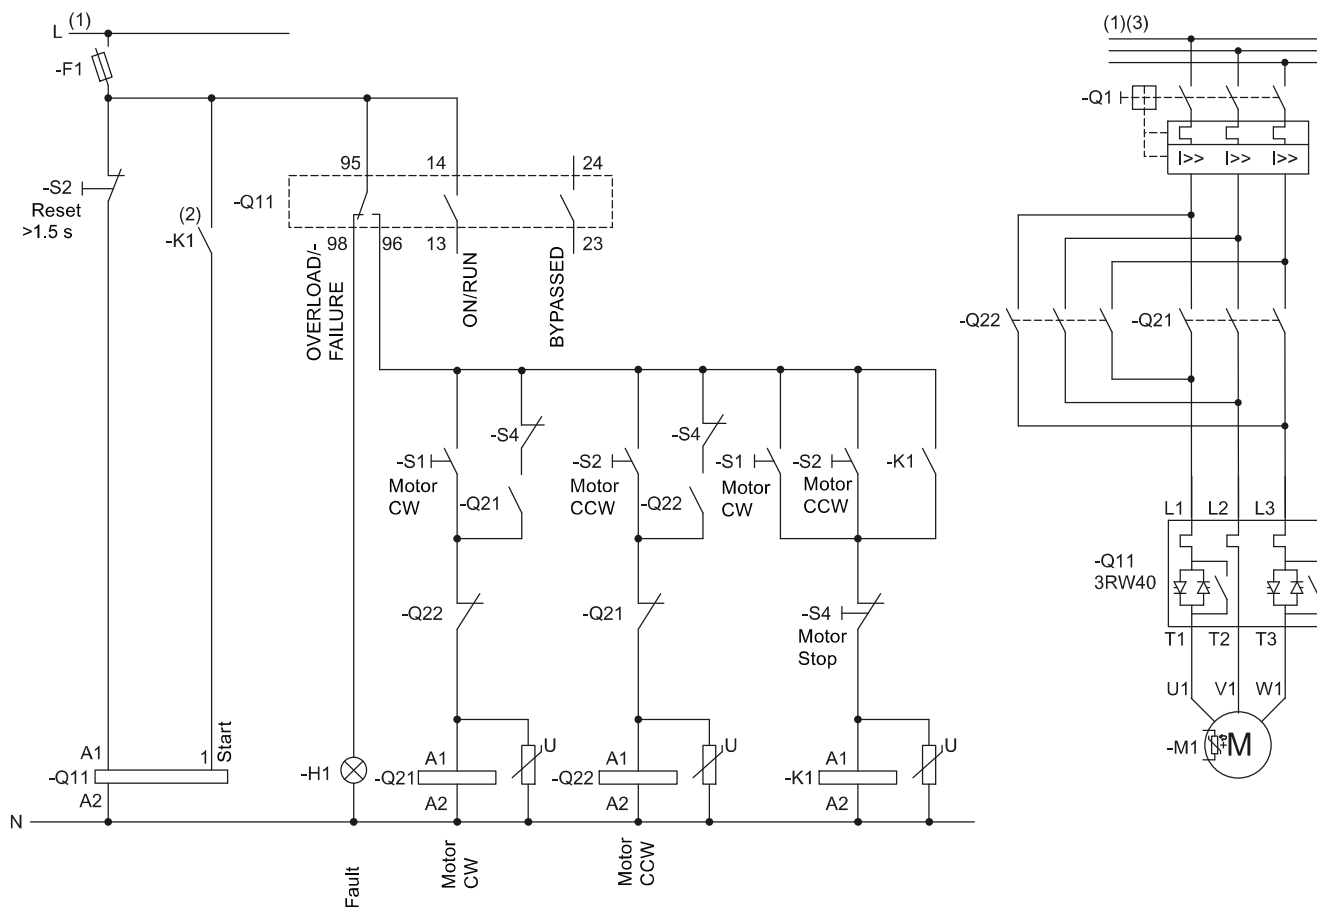 L (1)
-F1
-S2
Reset
>1.5 s
(2)
-K1
-Q11
95
14
24
98
96
13
23
OVERLOAD/-
FAILURE
ON/RUN
BYPASSED
-S1
Motor
CW
-S4
-Q21
-S2
Motor
CCW
-S4
-Q22
-S1
Motor
CW
-S2
Motor
CCW
-K1
-Q22
-Q21
-S4
Motor
Stop
A1
1
Start
-Q11
A2
-H1
A1
-Q21
A2
U
A1
-Q22
A2
U
A1
-K1
A2
U
N
Fault
Motor
CW
Motor
CCW
(1)(3)
-Q1
I>> I>> I>>
-Q22
-Q21
L1 L2 L3
-Q11
3RW40
T1 T2 T3
U1 V1 W1
-M1
M